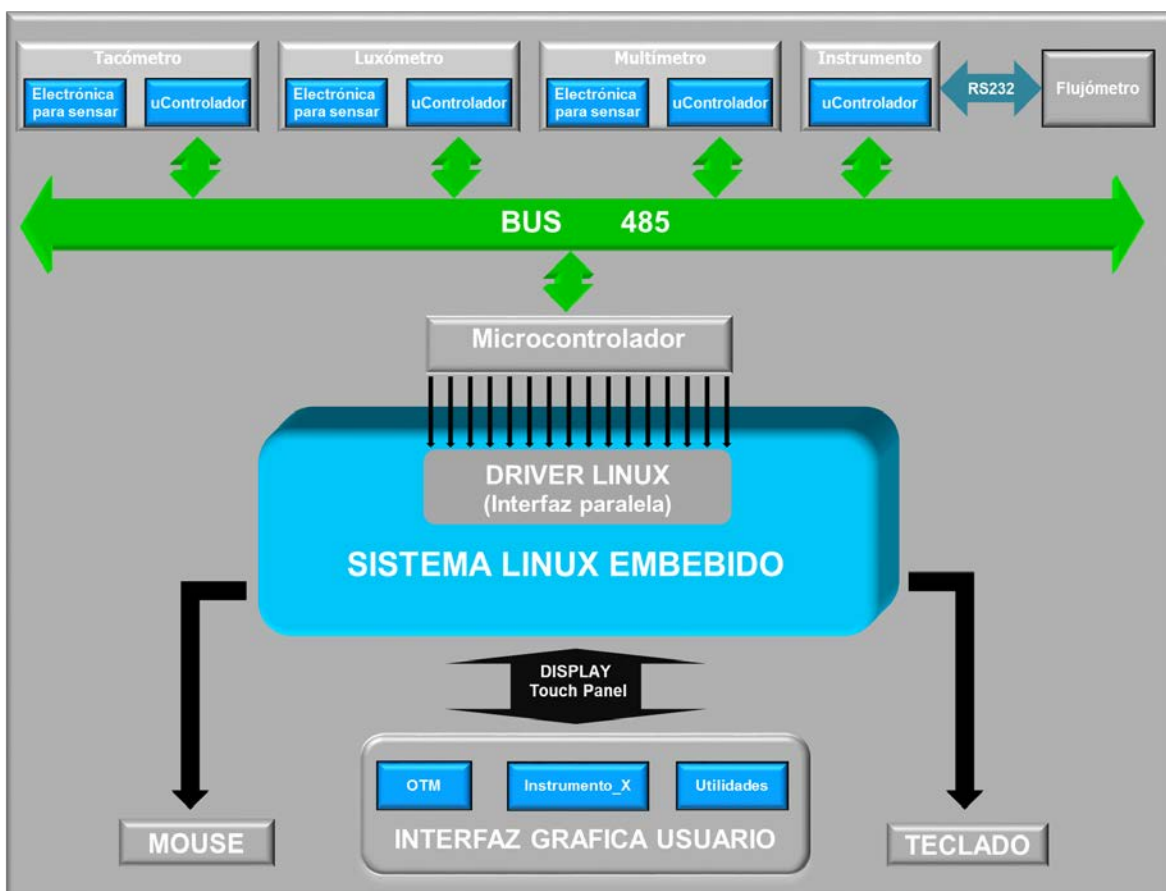 Tacómetro
Electrónica
para sensar
uControlador
Luxómetro
Electrónica
para sensar
uControlador
Multímetro
Electrónica
para sensar
uControlador
Instrumento
uControlador
RS232
Flujómetro
BUS 485
Microcontrolador
DRIVER LINUX
(Interfaz paralela)
SISTEMA LINUX EMBEBIDO
DISPLAY
Touch Panel
OTM
Instrumento_X
Utilidades
INTERFAZ GRAFICA USUARIO
MOUSE
TECLADO